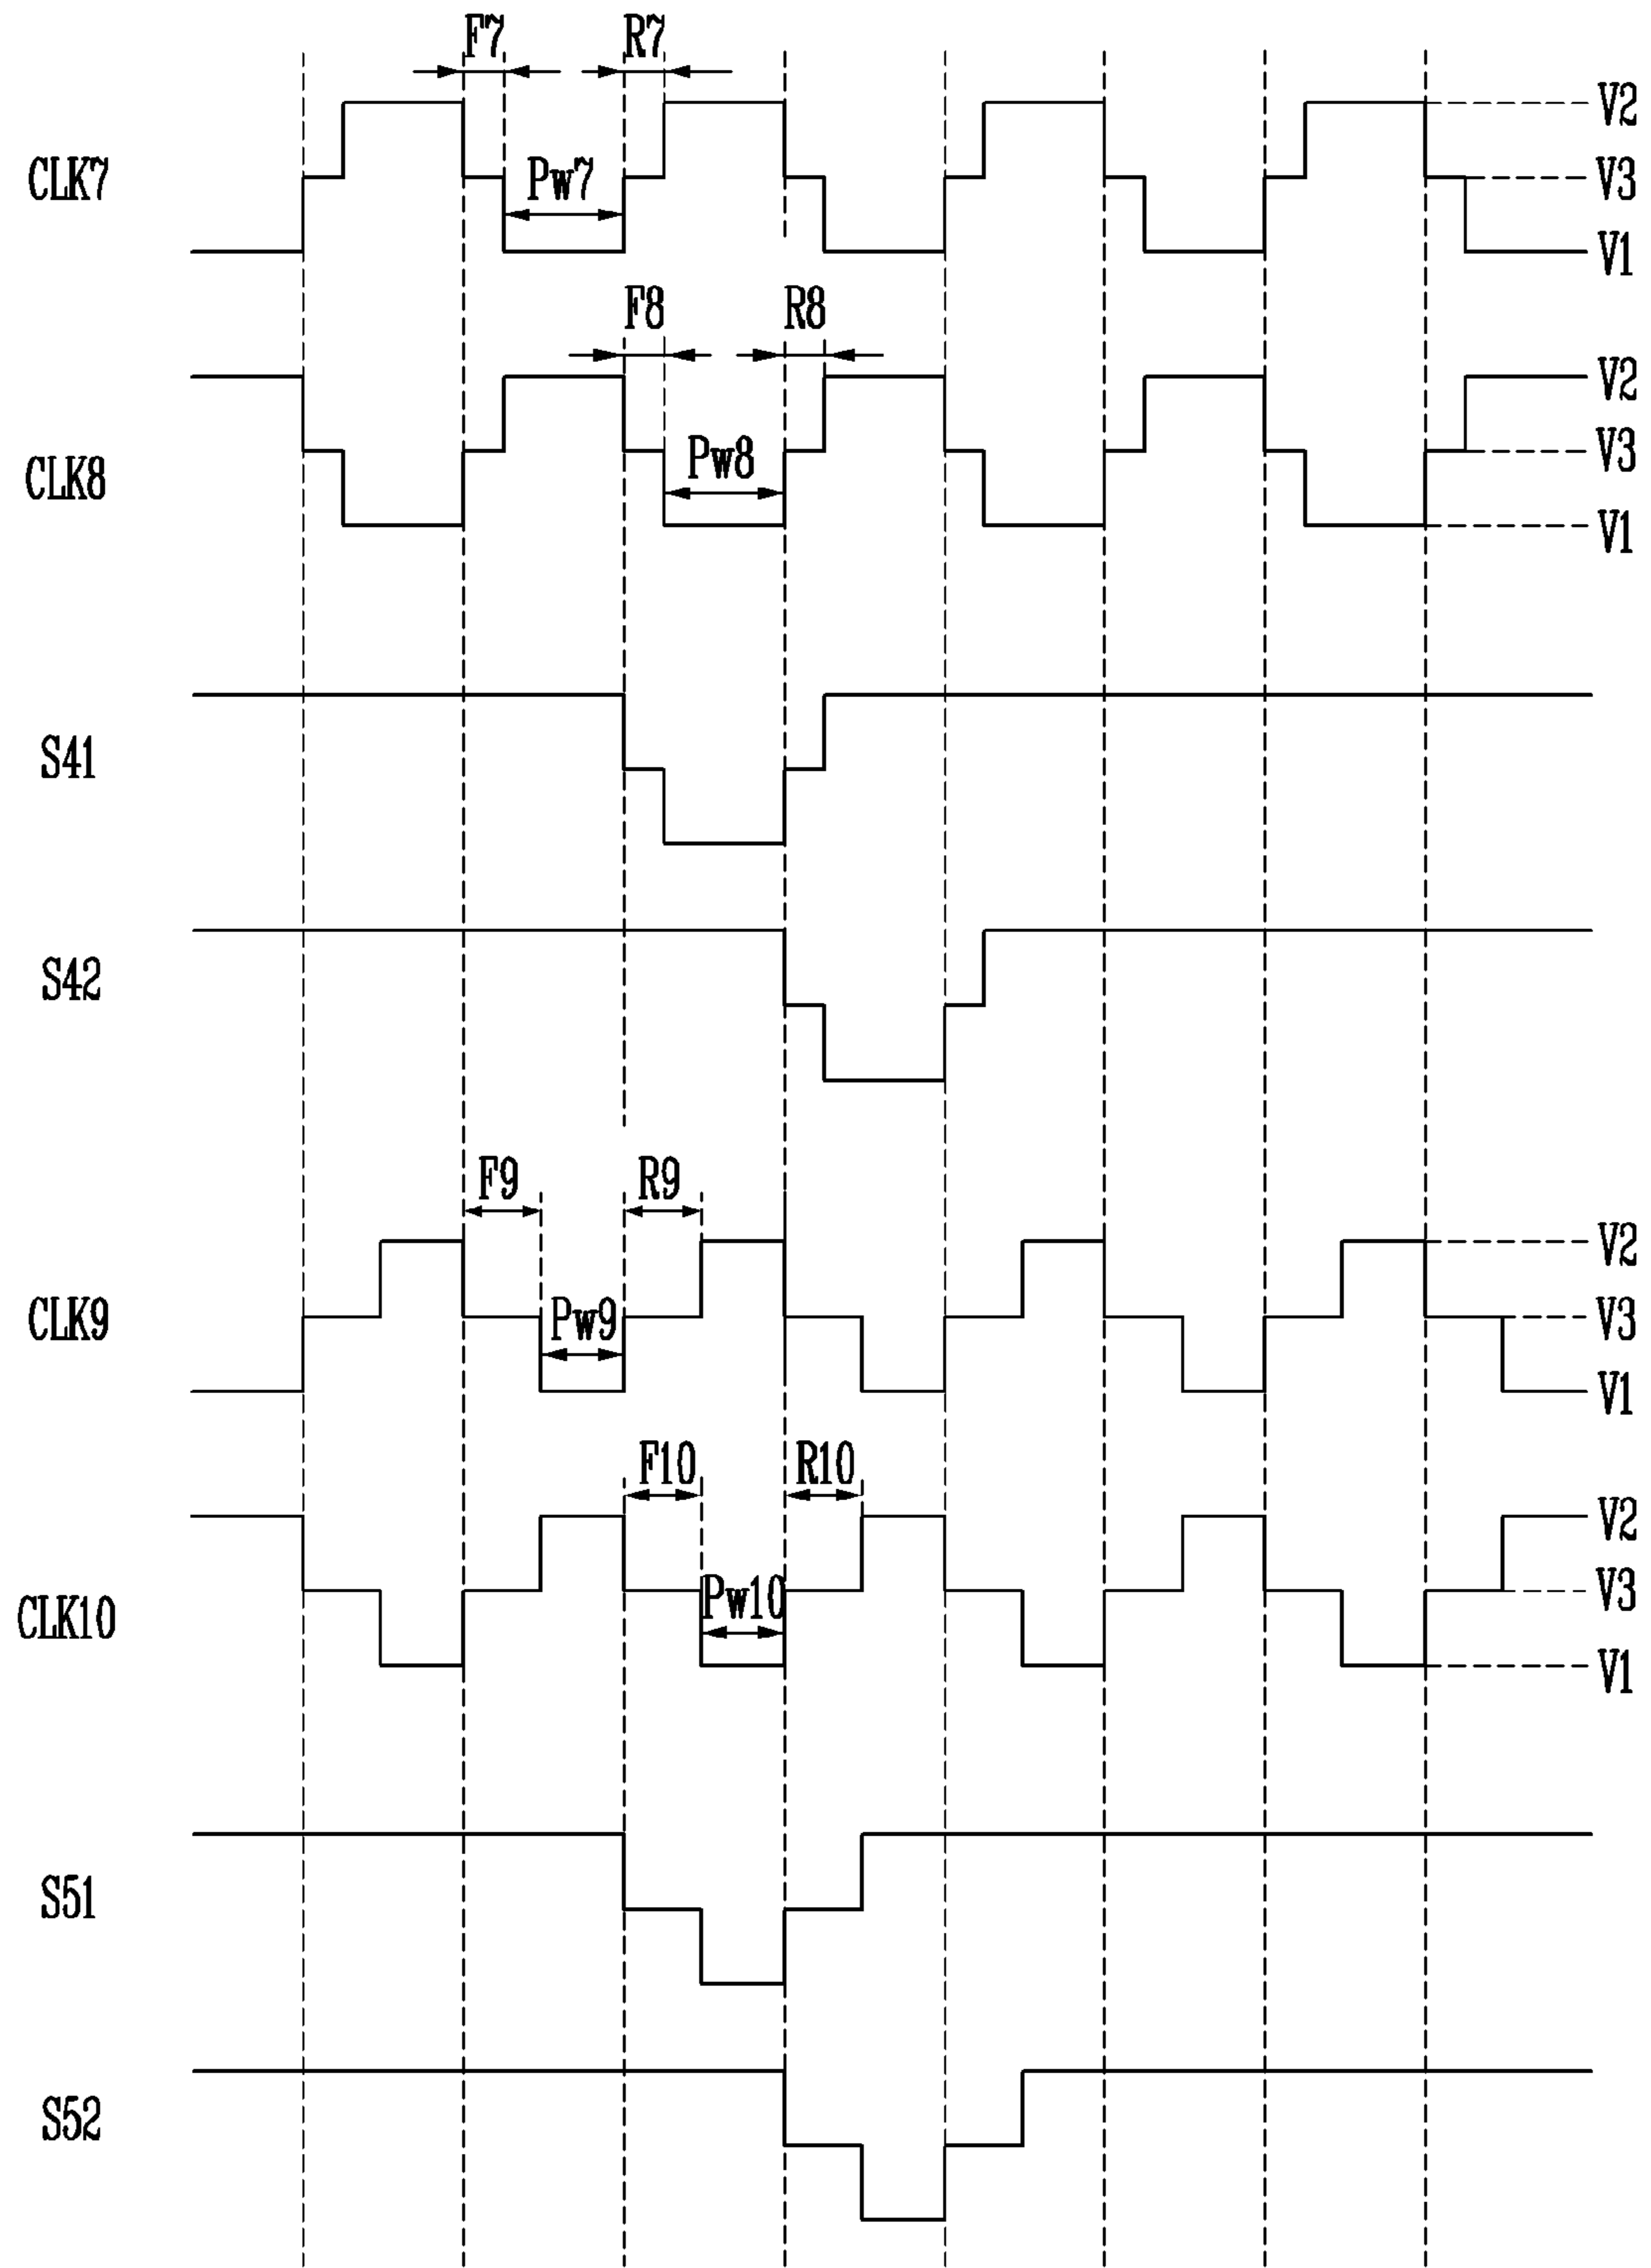 F7 R7
V2
CLK7 Pw7 V3
V1
F8 R8
V2
CLK8 Pw8 V3
V1
S41
S42
F9 R9
V2
CLK9 Pw9 V3
V1
F10 R10
V2
CLK10 Pw10 V3
V1
S51
S52